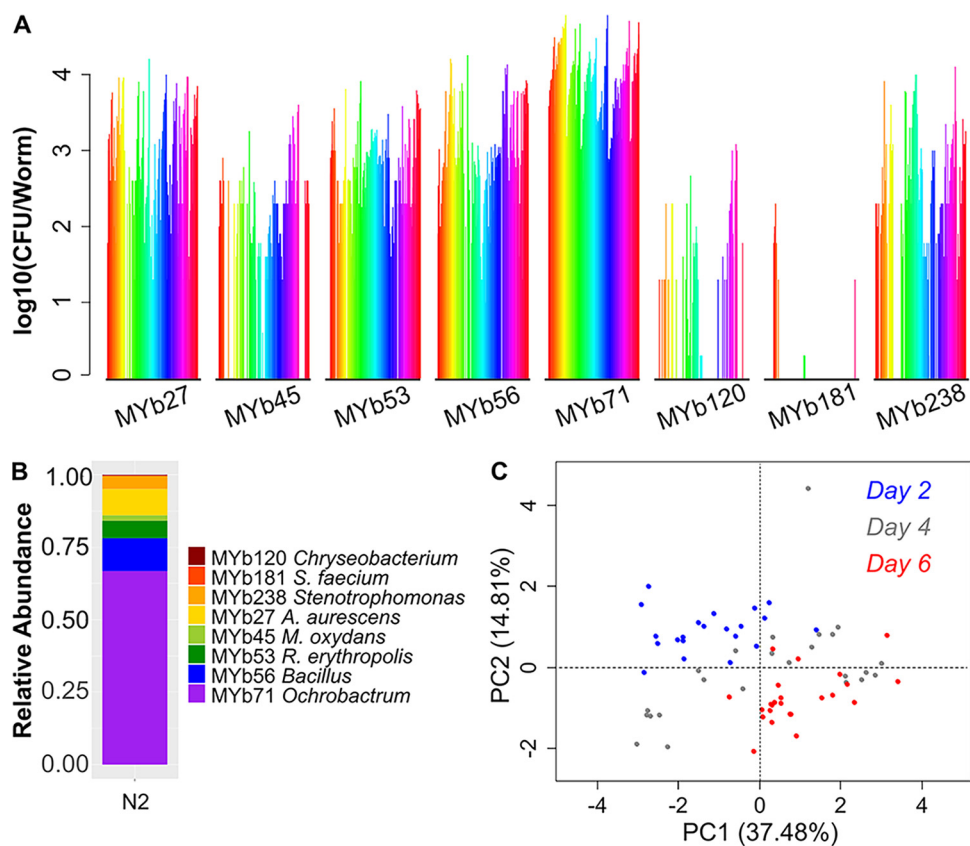 A
log10(CFU/Worm)
4
3
2
1
0
MYb27
MYb45
MYb53
MYb56
MYb71
MYb120
MYb181
MYb238
B
Relative Abundance
1.00
0.75
0.50
0.25
0.00
N2
MYb120 Chryseobacterium
MYb181 S. faecium
MYb238 Stenotrophomonas
MYb27 A. aurescens
MYb45 M. oxydans
MYb53 R. erythropolis
MYb56 Bacillus
MYb71 Ochrobactrum
C
Day 2
Day 4
Day 6
PC2 (14.81%)
4
2
0
-2
-4
-2
0
2
4
PC1 (37.48%)